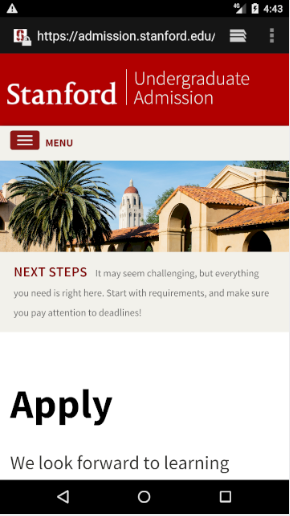 4G 4:43
https://admission.stanford.edu/
Stanford
Undergraduate
Admission
MENU
NEXT STEPS It may seem challenging, but everything
you need is right here. Start with requirements, and make sure
you pay attention to deadlines!
Apply
We look forward to learning